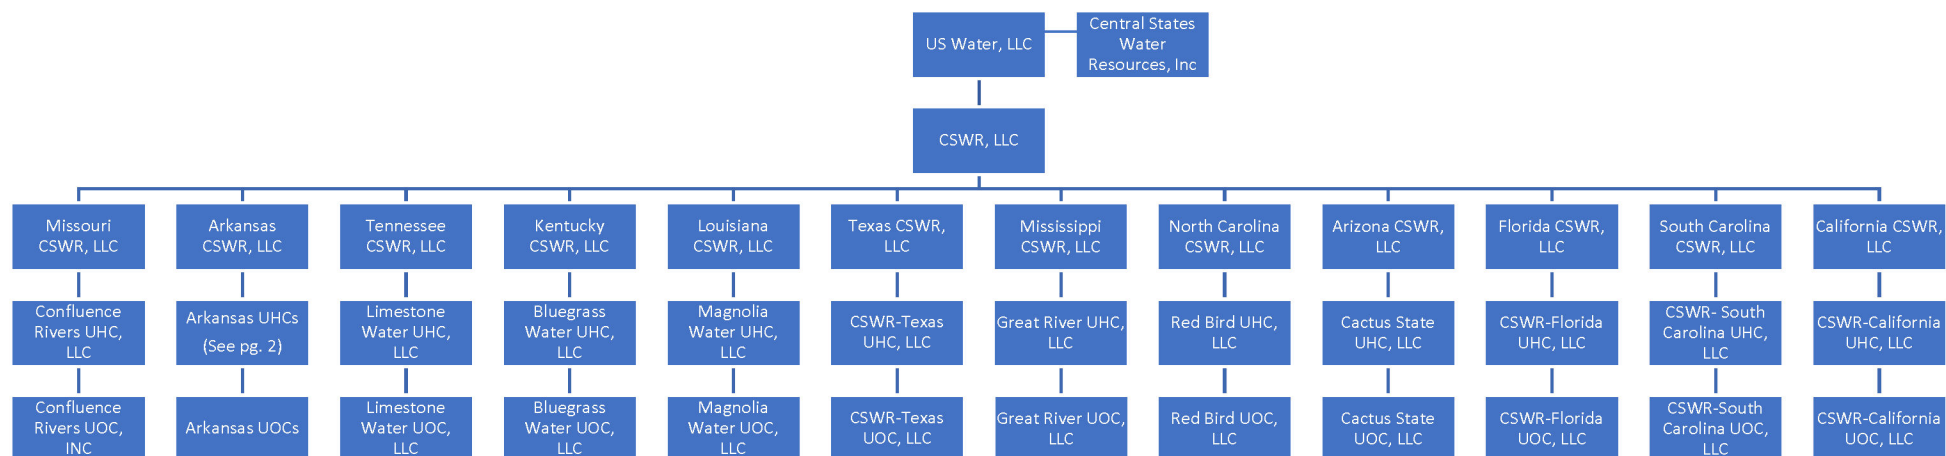 US Water, LLC
Central States
Water
Resources, Inc
CSWR, LLC
Missouri
CSWR, LLC
Arkansas
CSWR, LLC
Tennessee
CSWR, LLC
Kentucky
CSWR, LLC
Louisiana
CSWR, LLC
Texas CSWR,
LLC
Mississippi
CSWR, LLC
North Carolina
CSWR, LLC
Arizona CSWR,
LLC
Florida CSWR,
LLC
South Carolina
CSWR, LLC
California CSWR,
LLC
Confluence
Rivers UHC,
LLC
Arkansas UHCs
(See pg. 2)
Limestone
Water UHC,
LLC
Bluegrass
Water UHC,
LLC
Magnolia
Water UHC,
LLC
CSWR-Texas
UHC, LLC
Great River UHC,
LLC
Red Bird UHC,
LLC
Cactus State
UHC, LLC
CSWR-Florida
UHC, LLC
CSWR- South
Carolina UHC,
LLC
CSWR-California
UHC, LLC
Confluence
Rivers UOC,
INC
Arkansas UOCs
Limestone
Water UOC,
LLC
Bluegrass
Water UOC,
LLC
Magnolia
Water UOC,
LLC
CSWR-Texas
UOC, LLC
Great River UOC,
LLC
Red Bird UOC,
LLC
Cactus State
UOC, LLC
CSWR-Florida
UOC, LLC
CSWR-South
Carolina UOC,
LLC
CSWR-California
UOC, LLC